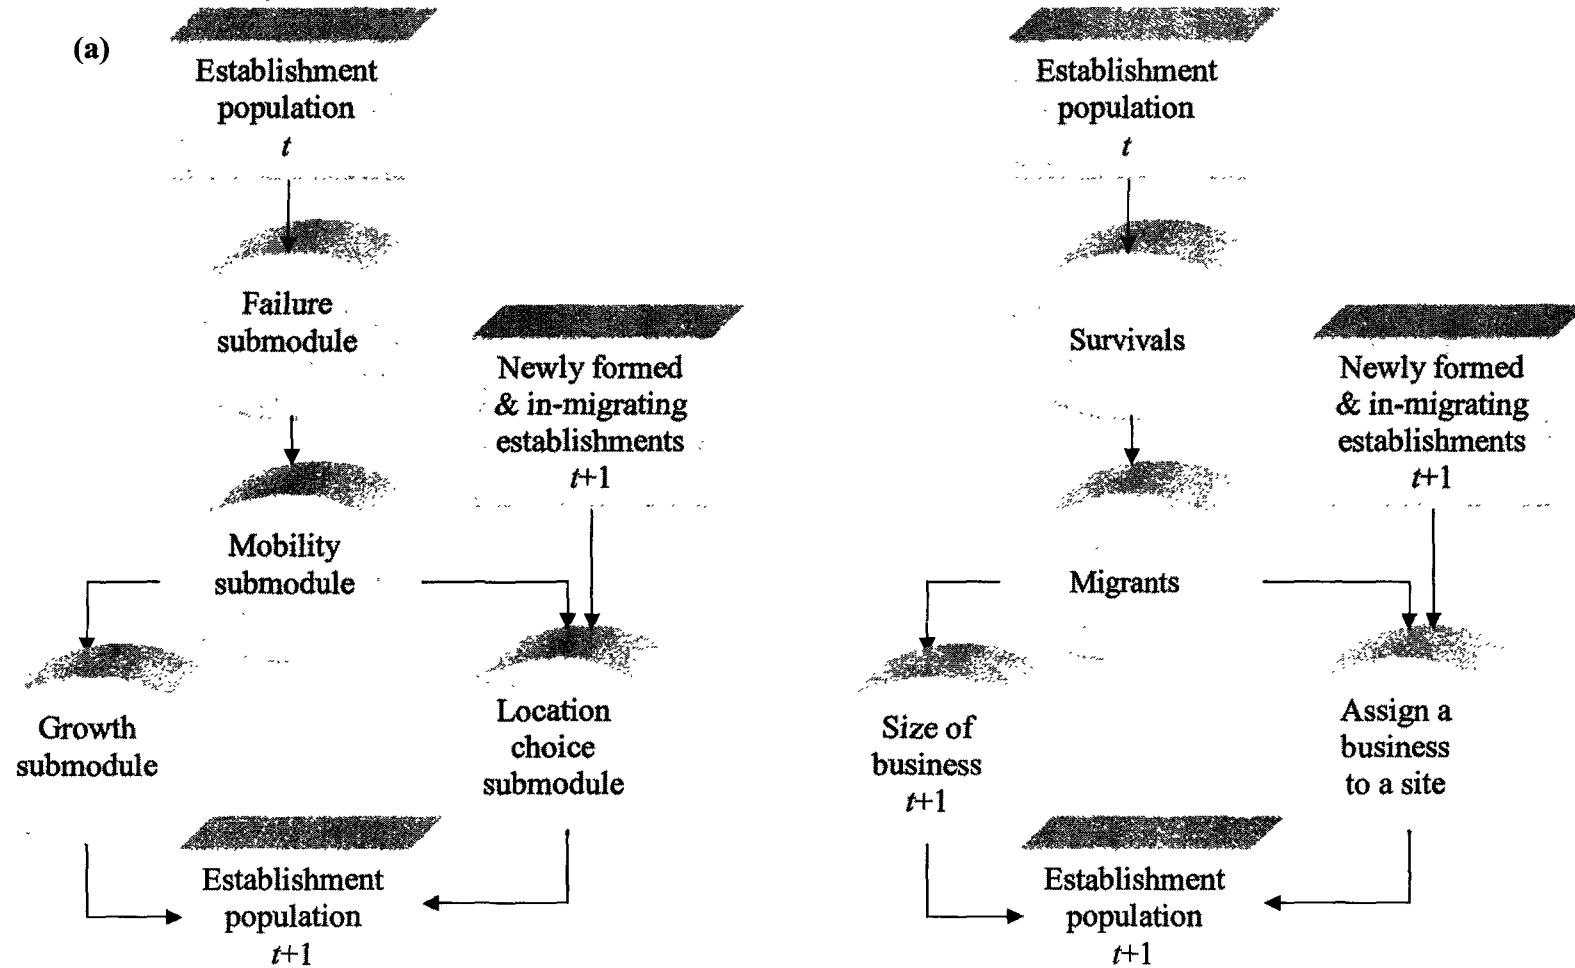 (a)
Establishment
population
t
Failure
submodule
Newly formed
& in-migrating
establishments
t+1
Mobility
submodule
Growth
submodule
Location
choice
submodule
Establishment
population
t+1
Establishment
population
t
Survivals
Newly formed
& in-migrating
establishments
t+1
Migrants
Size of
business
t+1
Assign a
business
to a site
Establishment
population
t+1